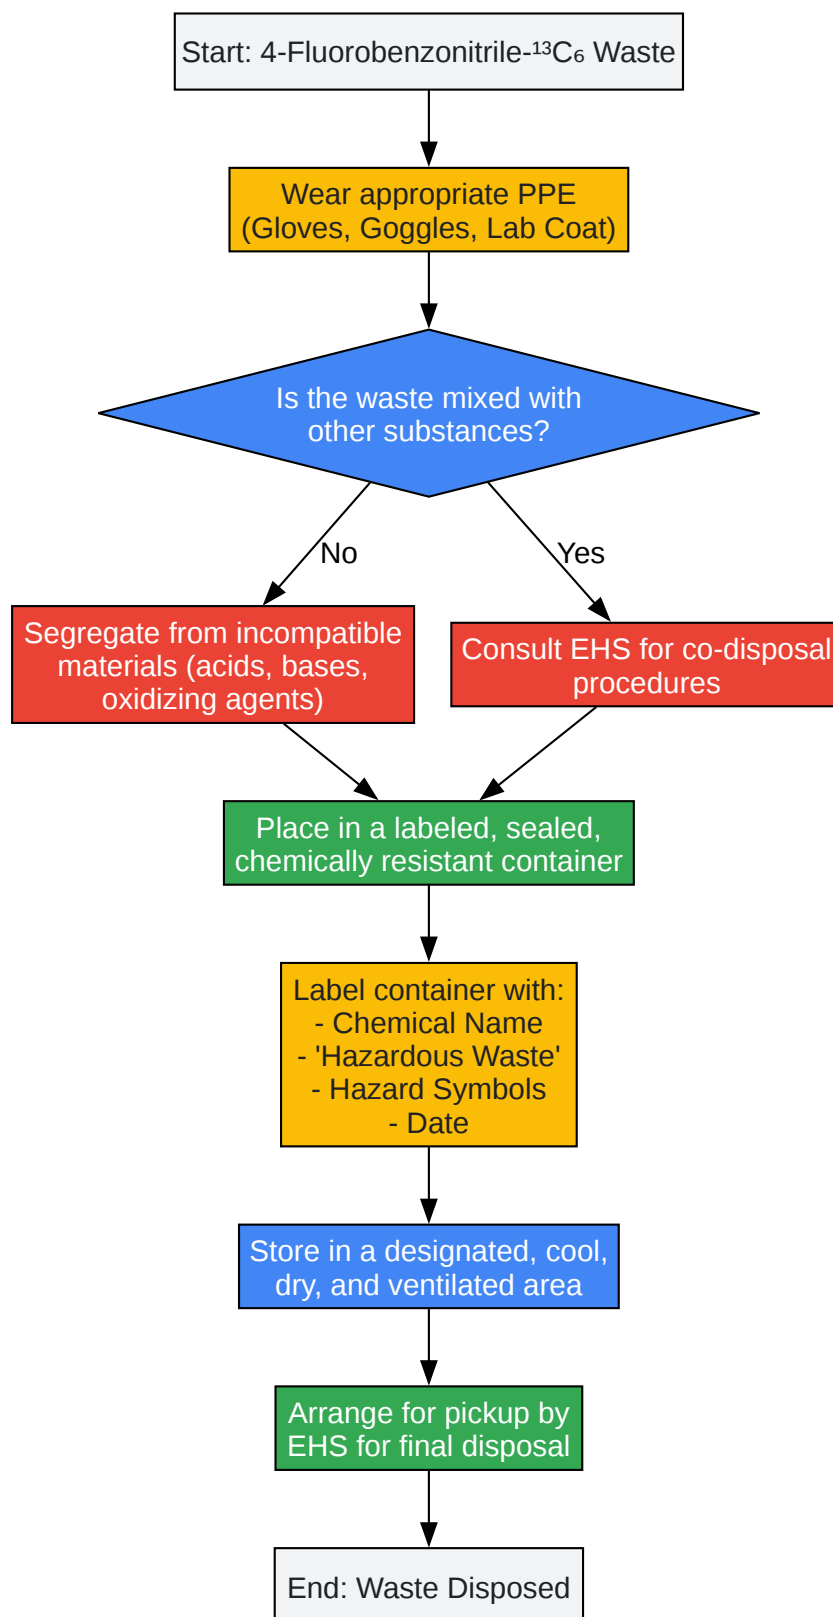 Start: 4-Fluorobenzonitrile-¹³C₆ Waste
Wear appropriate PPE
(Gloves, Goggles, Lab Coat)
Is the waste mixed with
other substances?
No
Yes
Segregate from incompatible
materials (acids, bases,
oxidizing agents)
Consult EHS for co-disposal
procedures
Place in a labeled, sealed,
chemically resistant container
Label container with:
- Chemical Name
- 'Hazardous Waste'
- Hazard Symbols
- Date
Store in a designated, cool,
dry, and ventilated area
Arrange for pickup by
EHS for final disposal
End: Waste Disposed